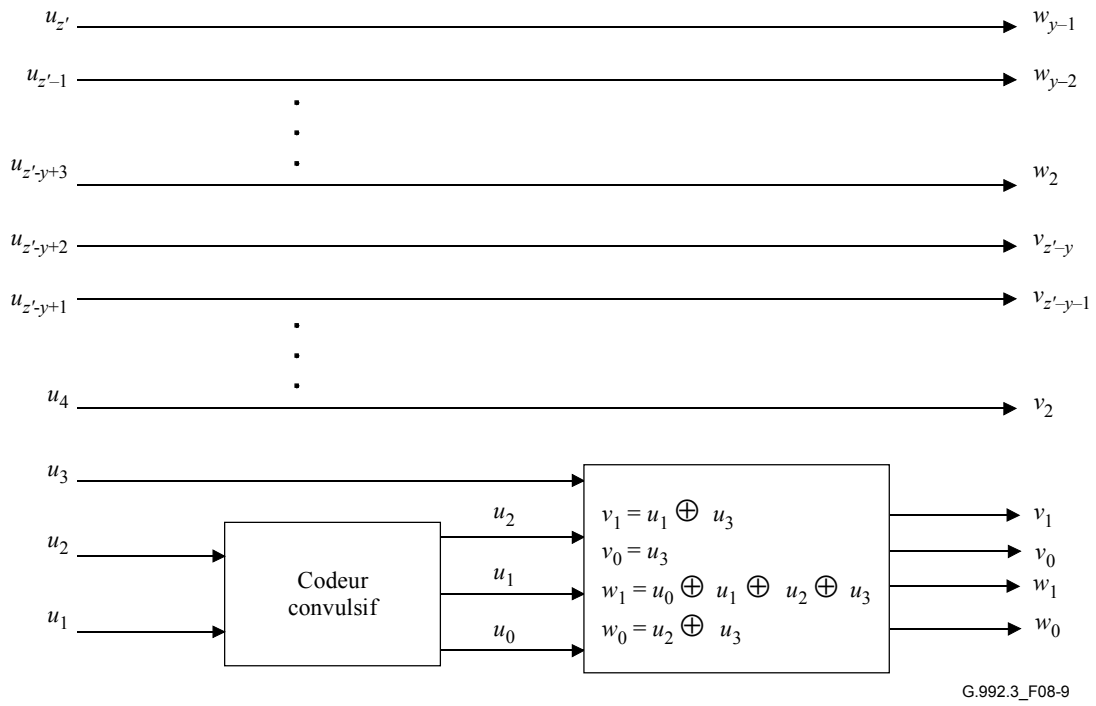 u_{z'} w_{y–1}
u_{z'–1} w_{y–2}
u_{z'-y+3} w_2
u_{z'-y+2} v_{z'–y}
u_{z'-y+1} v_{z'–y–1}
u_4 v_2
u_3
u_2
u_1
Codeur
convulsif
u_2
u_1
u_0
v_1 = u_1 ⊕ u_3
v_0 = u_3
w_1 = u_0 ⊕ u_1 ⊕ u_2 ⊕ u_3
w_0 = u_2 ⊕ u_3
v_1
v_0
w_1
w_0
G.992.3_F08-9